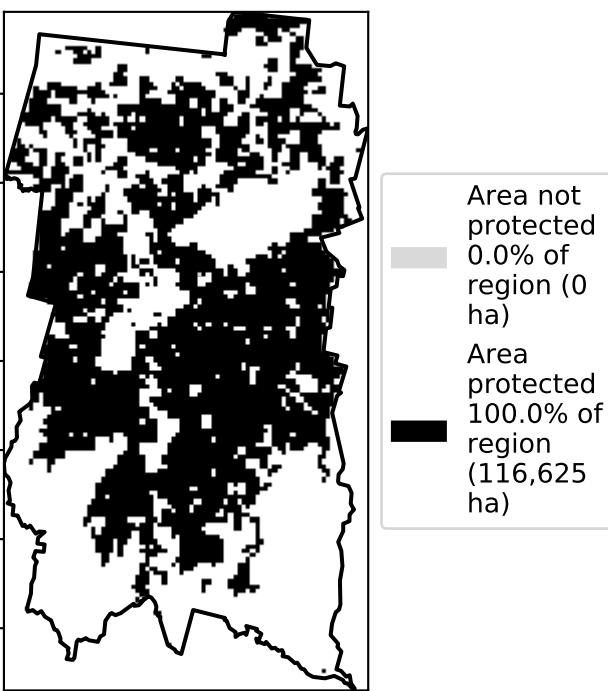 Area not
protected
0.0% of
region (0
ha)
Area
protected
100.0% of
region
(116,625
ha)